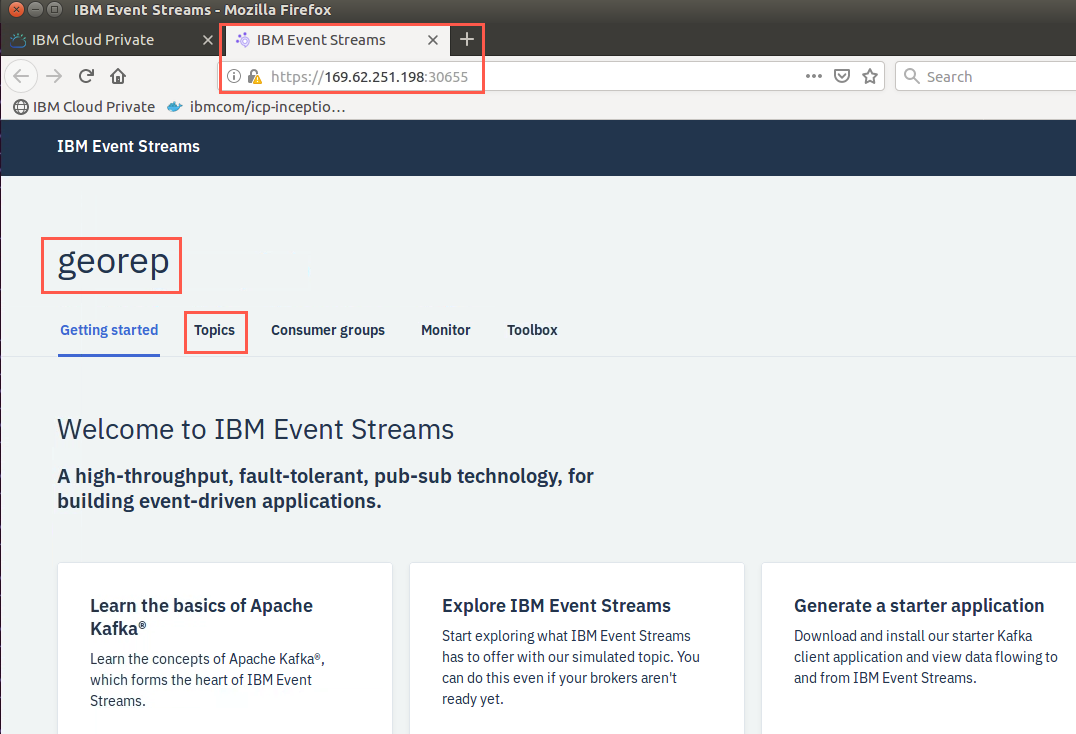 IBM Event Streams - Mozilla Firefox
IBM Cloud Private
IBM Event Streams
https://169.62.251.198:30655
Search
IBM Cloud Private
ibmcom/icp-inceptio…
IBM Event Streams
georep
Getting started
Topics
Consumer groups
Monitor
Toolbox
Welcome to IBM Event Streams
A high-throughput, fault-tolerant, pub-sub technology, for
building event-driven applications.
Learn the basics of Apache
Kafka®
Learn the concepts of Apache Kafka®,
which forms the heart of IBM Event
Streams.
Explore IBM Event Streams
Start exploring what IBM Event Streams
has to offer with our simulated topic. You
can do this even if your brokers aren't
ready yet.
Generate a starter application
Download and install our starter Kafka
client application and view data flowing to
and from IBM Event Streams.